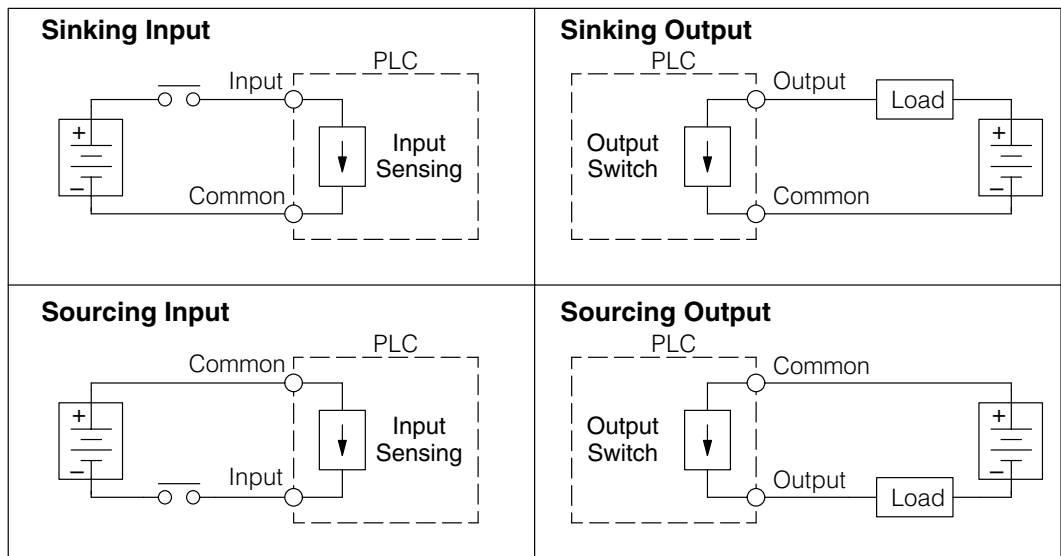 Sinking Input
PLC
Input
+
Input
Sensing
–
Common
Sinking Output
PLC
Output
Load
+
Output
Switch
–
Common
Sourcing Input
PLC
Common
+
Input
Sensing
–
Input
Sourcing Output
PLC
Common
+
Output
Switch
–
Output
Load